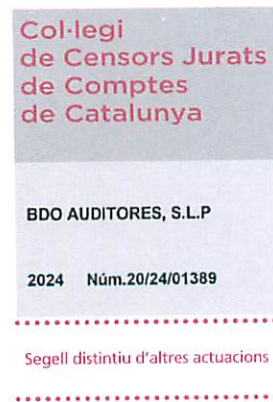 Col·legi
de Censors Jurats
de Comptes
de Catalunya
BDO AUDITORES, S.L.P
2024 Núm.20/24/01389
Segell distintiu d'altres actuacions